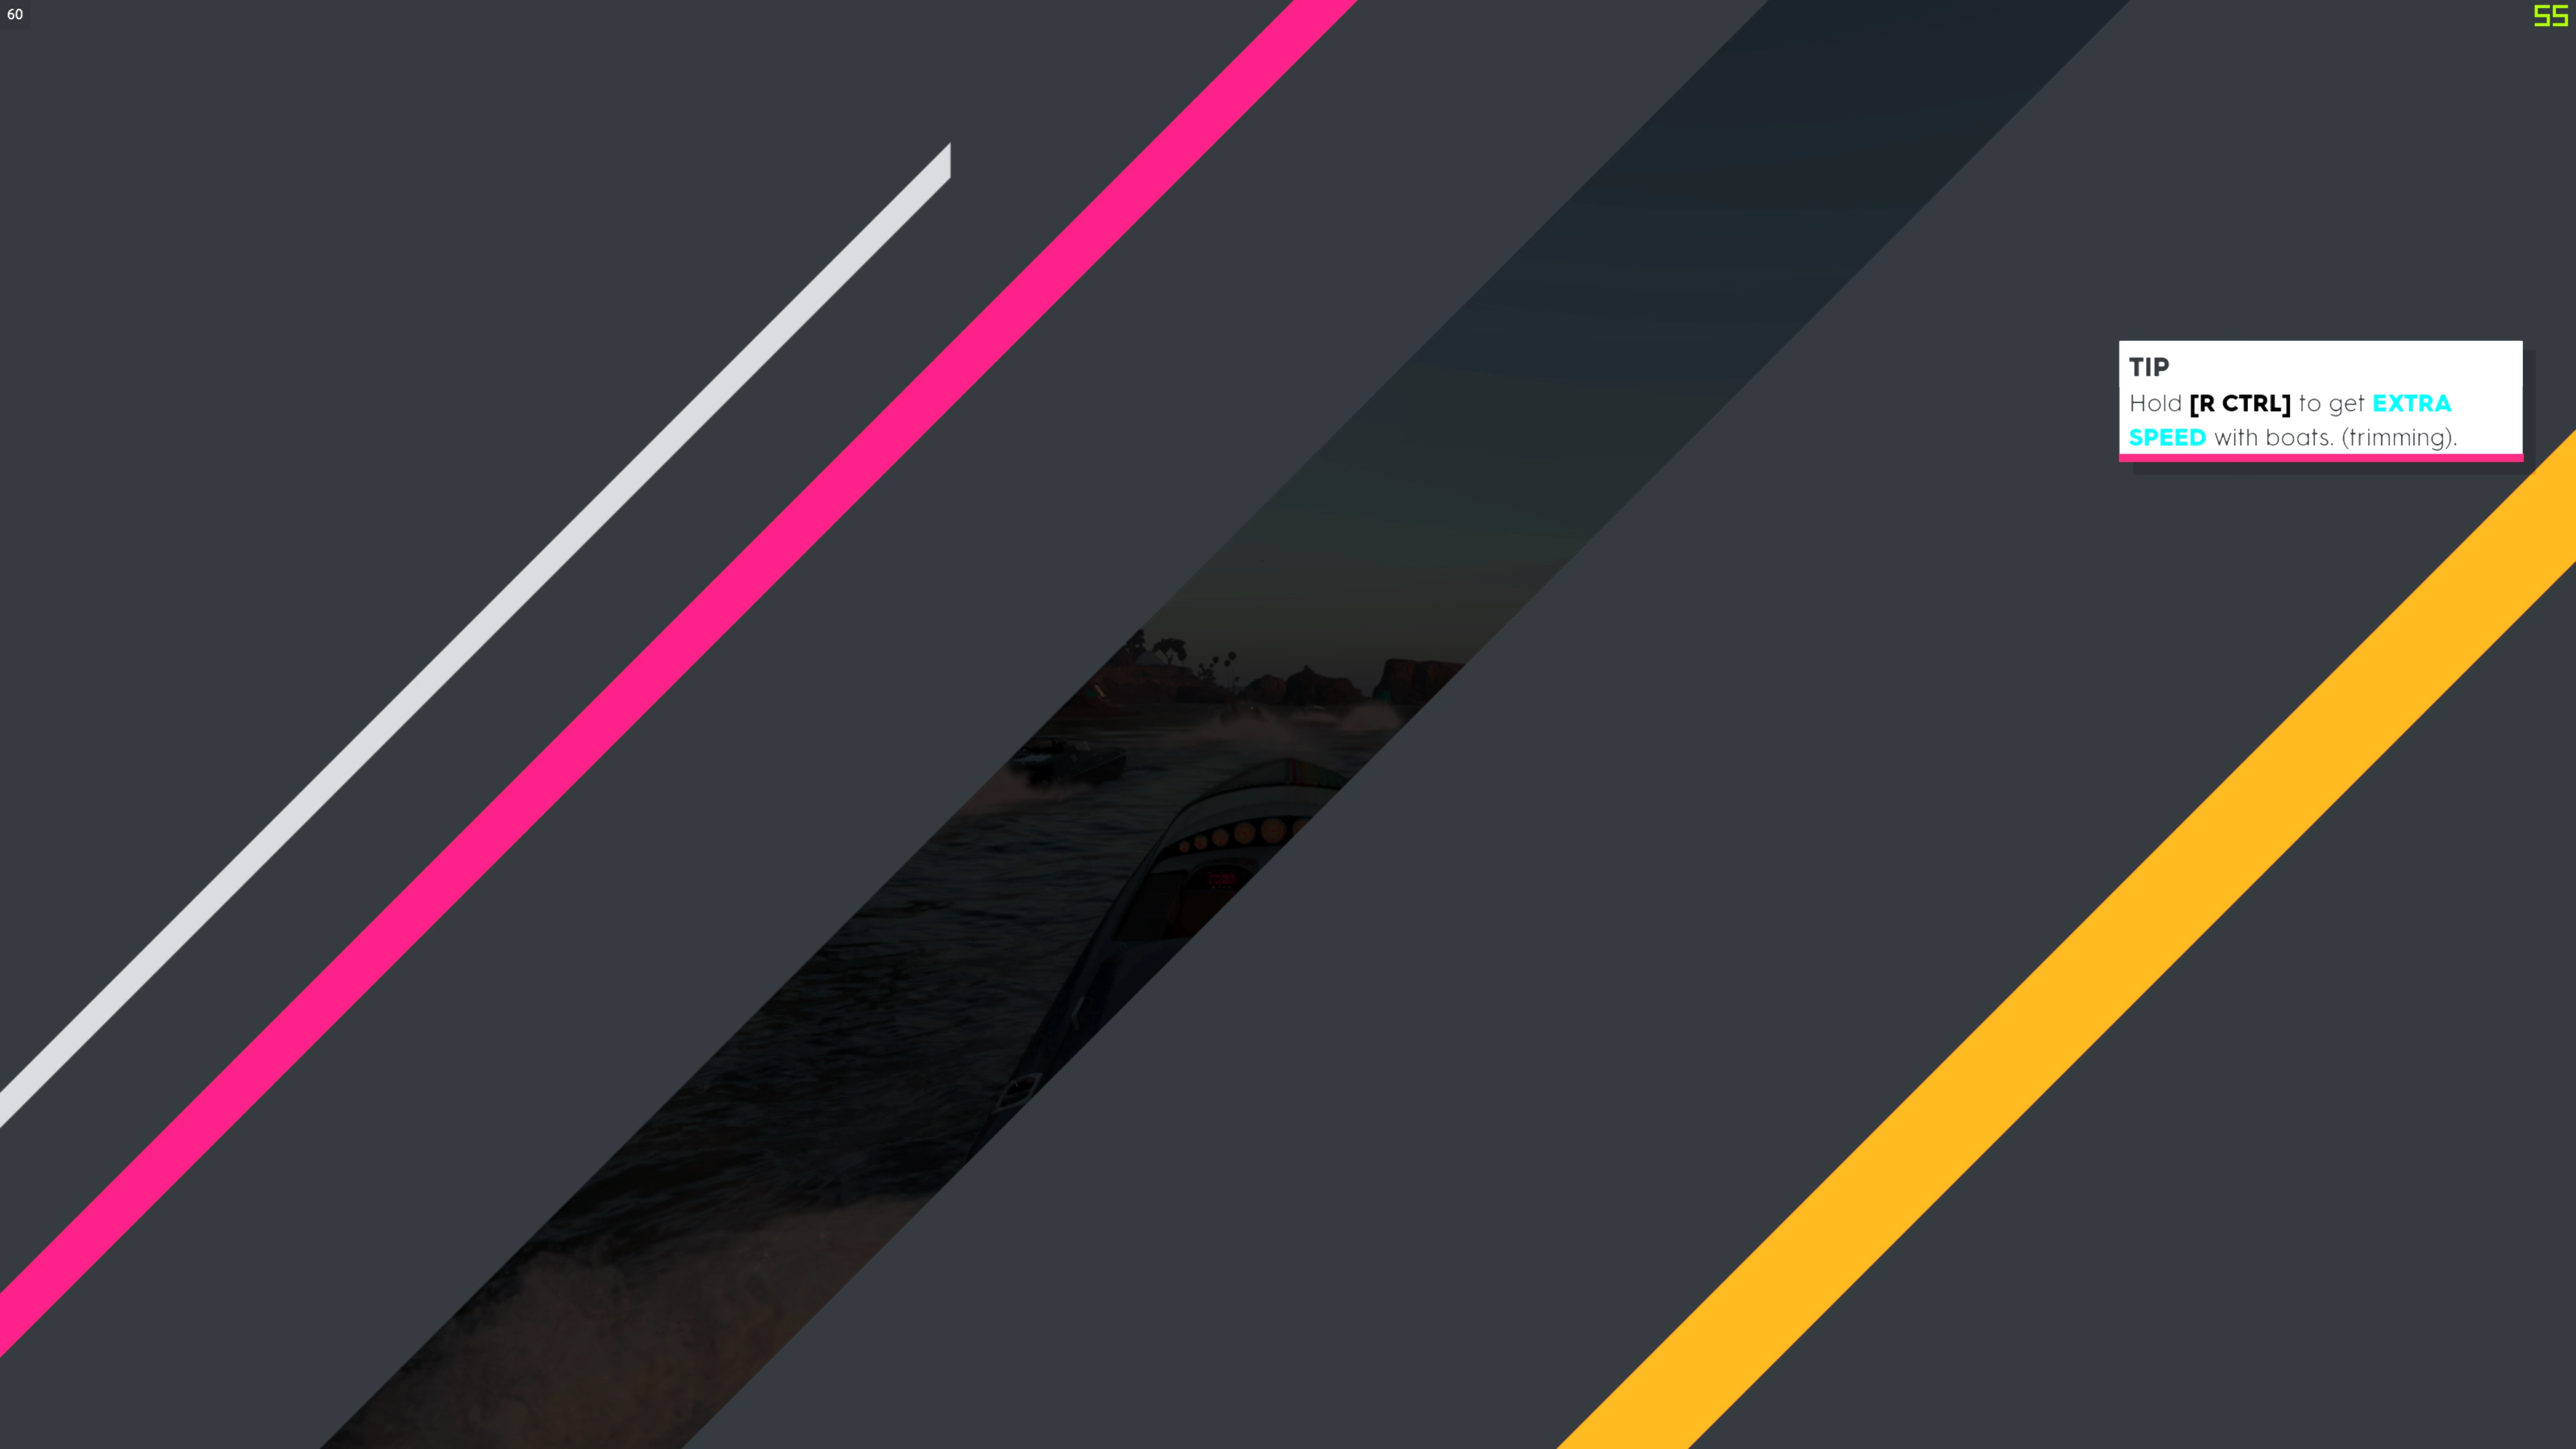 60
55
TIP
Hold [R CTRL] to get EXTRA
SPEED with boats. (trimming).